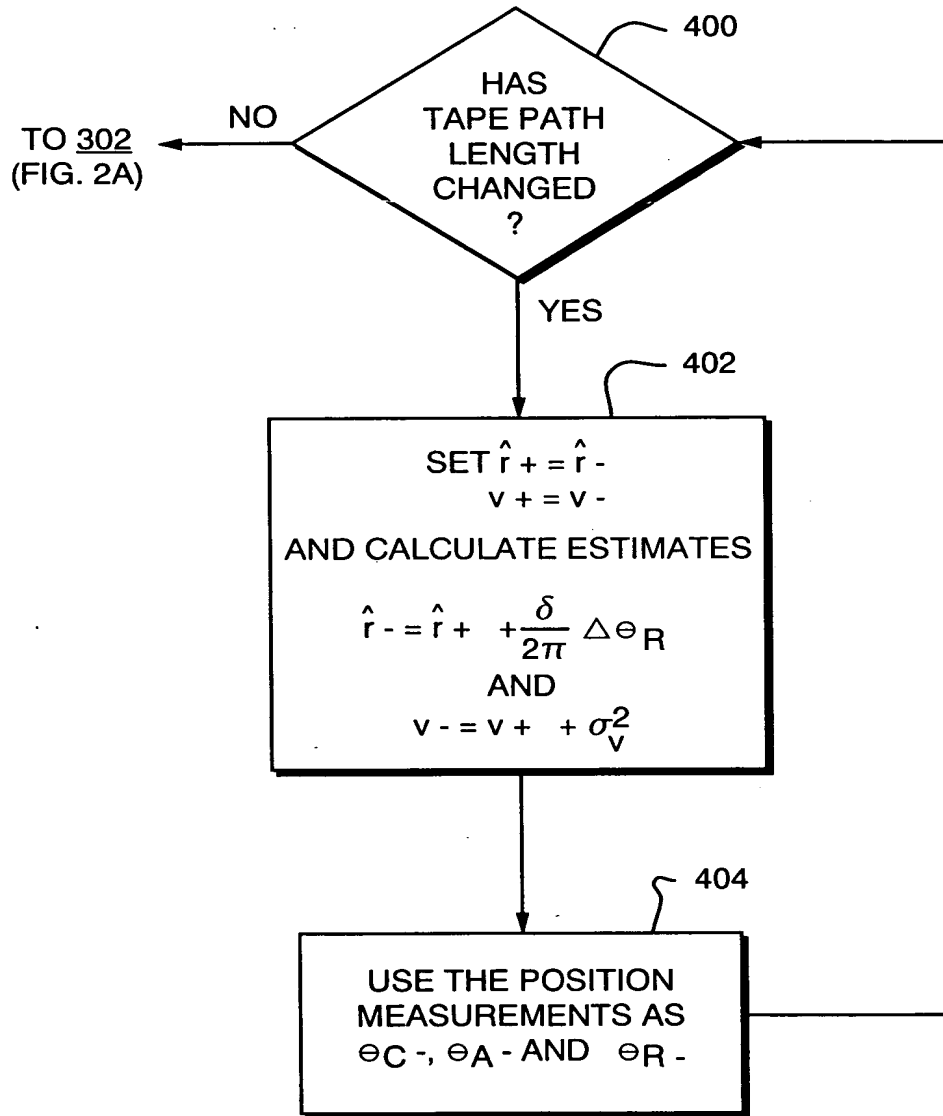 400
HAS
TAPE PATH
LENGTH
CHANGED
?
NO
TO 302
(FIG. 2A)
YES
402
SET r̂ + = r̂ -
v + = v -
AND CALCULATE ESTIMATES
r̂ - = r̂ + + δ/2π △ΘR
AND
v - = v + + σ²v
404
USE THE POSITION
MEASUREMENTS AS
ΘC -, ΘA - AND ΘR -